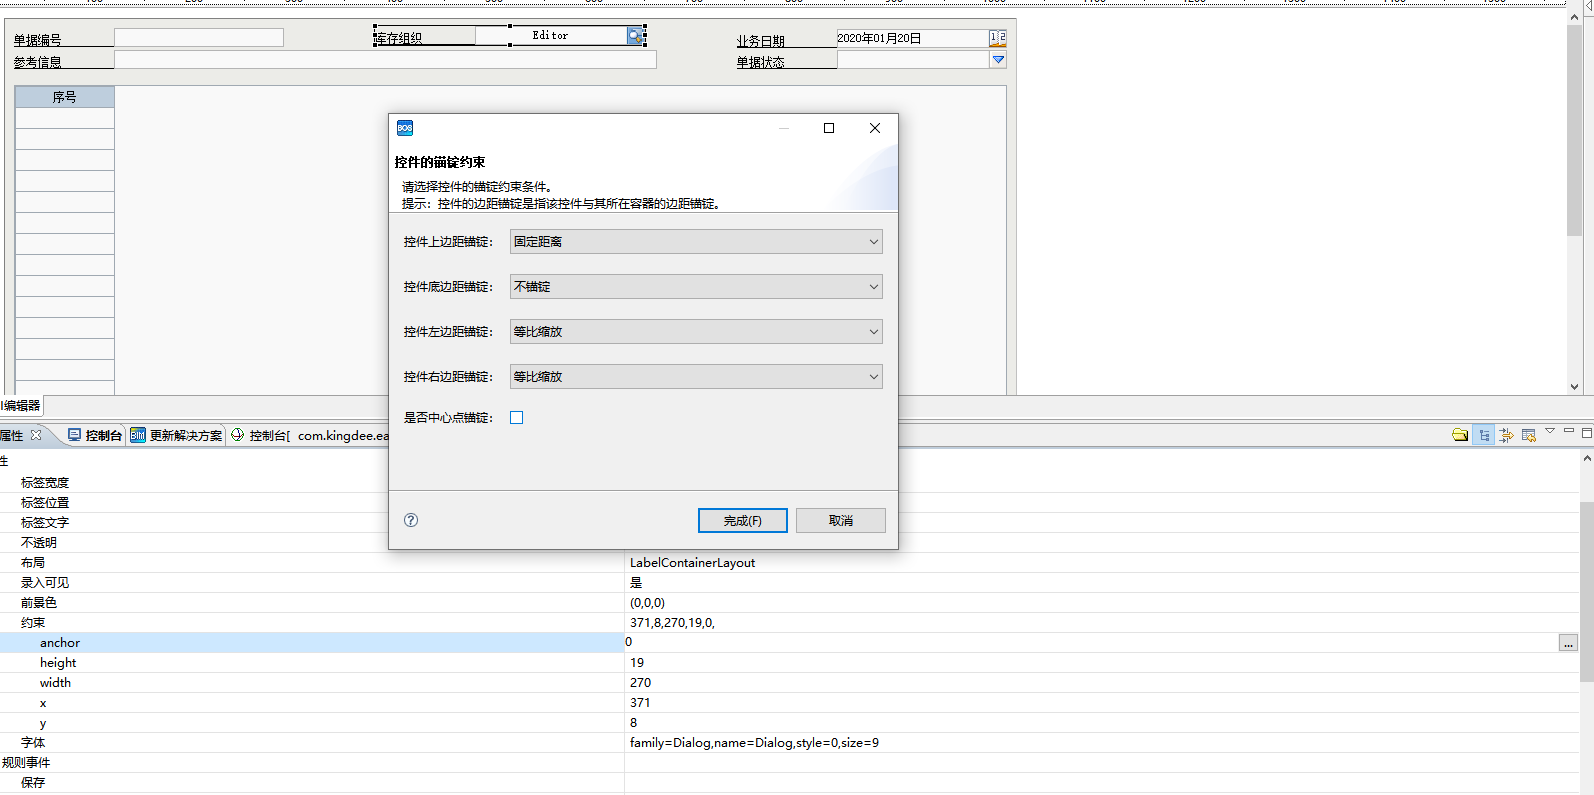 单据编号
库存组织
Editor
业务日期
2020年01月20日
参考信息
单据状态
序号
BOS
控件的锚锭约束
请选择控件的锚锭约束条件。
提示：控件的边距锚锭是指该控件与其所在容器的边距锚锭。
控件上边距锚锭：
固定距离
控件底边距锚锭：
不锚锭
控件左边距锚锭：
等比缩放
控件右边距锚锭：
等比缩放
是否中心点锚锭：
完成(F)
取消
I编辑器
属性
控制台
BIM
更新解决方案
控制台[ com.kingdee.ea
性
标签宽度
标签位置
标签文字
不透明
布局
LabelContainerLayout
录入可见
是
前景色
(0,0,0)
约束
371,8,270,19,0,
anchor
0
...
height
19
width
270
x
371
y
8
字体
family=Dialog,name=Dialog,style=0,size=9
规则事件
保存